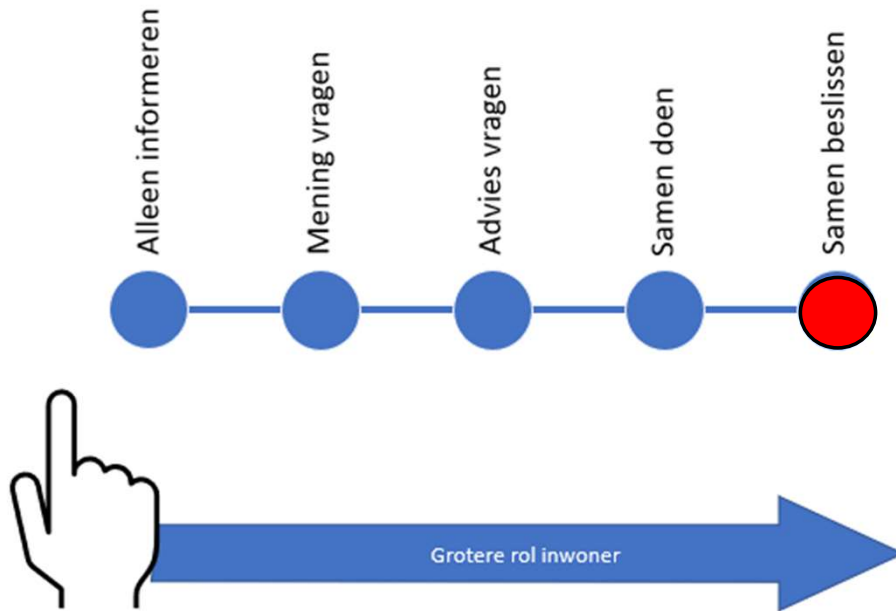 Alleen informeren
Mening vragen
Advies vragen
Samen doen
Samen beslissen
Grotere rol inwoner